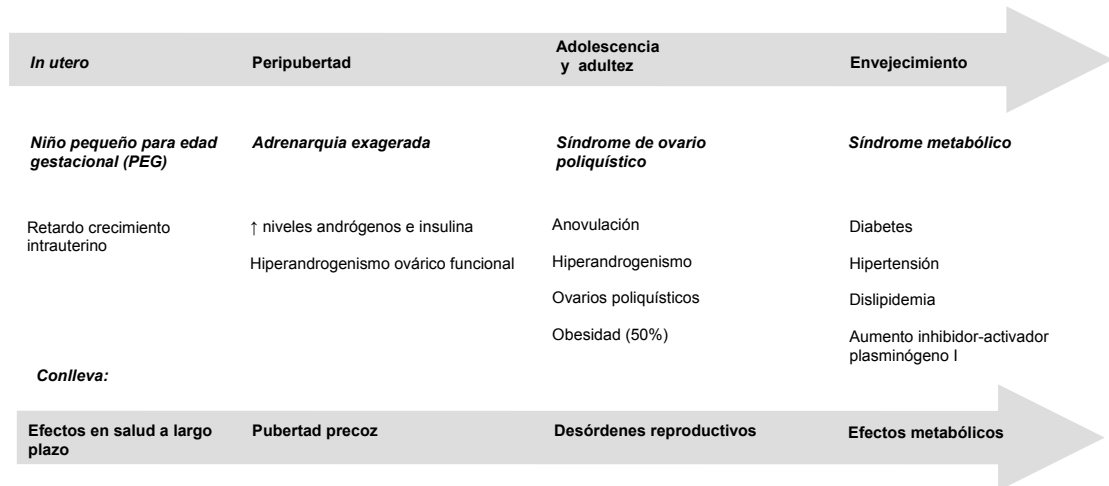 In utero
Peripubertad
Adolescencia
y adultez
Envejecimiento
Niño pequeño para edad
gestacional (PEG)
Adrenarquia exagerada
Síndrome de ovario
poliquístico
Síndrome metabólico
Retardo crecimiento
intrauterino
↑ niveles andrógenos e insulina
Hiperandrogenismo ovárico funcional
Anovulación
Hiperandrogenismo
Ovarios poliquísticos
Obesidad (50%)
Diabetes
Hipertensión
Dislipidemia
Aumento inhibidor-activador
plasminógeno I
Conlleva:
Efectos en salud a largo
plazo
Pubertad precoz
Desórdenes reproductivos
Efectos metabólicos